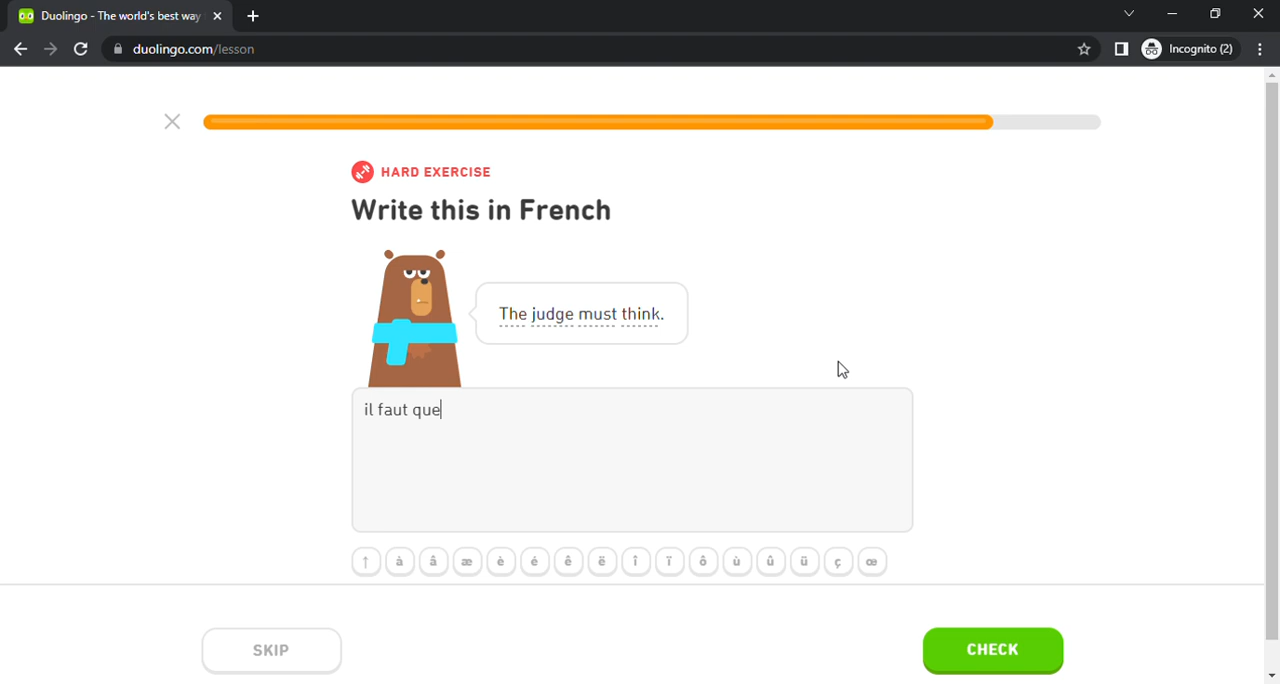 Duolingo - The world's best way
duolingo.com/lesson
Incognito (2)
HARD EXERCISE
Write this in French
The judge must think.
il faut que
↑ à â æ è é ê ë î ï ô ù û ü ç œ
SKIP
CHECK